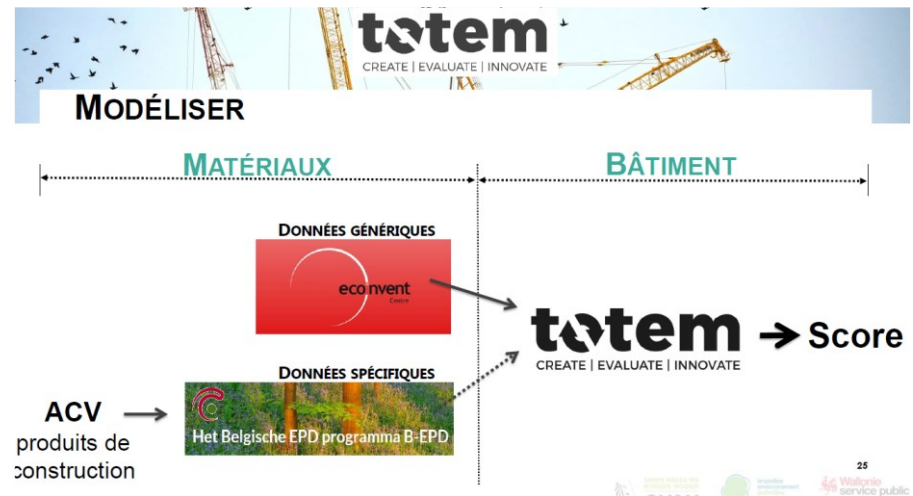 totem
CREATE | EVALUATE | INNOVATE
MODÉLISER
MATÉRIAUX
BÂTIMENT
DONNÉES GÉNÉRIQUES
ecoinvent
Centre
totem
CREATE | EVALUATE | INNOVATE
Score
DONNÉES SPÉCIFIQUES
Het Belgische EPD programma B-EPD
ACV
produits de
construction
25
Wallonie
service public